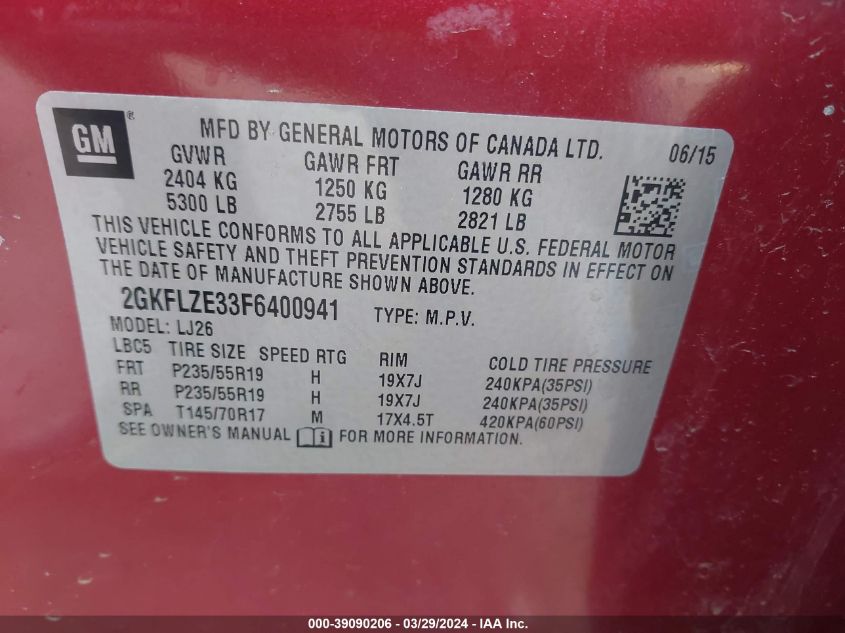 GM ®
MFD BY GENERAL MOTORS OF CANADA LTD. 06/15
GVWR GAWR FRT GAWR RR
2404 KG 1250 KG 1280 KG
5300 LB 2755 LB 2821 LB
THIS VEHICLE CONFORMS TO ALL APPLICABLE U.S. FEDERAL MOTOR
VEHICLE SAFETY AND THEFT PREVENTION STANDARDS IN EFFECT ON
THE DATE OF MANUFACTURE SHOWN ABOVE.
2GKFLZE33F6400941 TYPE: M.P.V.
MODEL: LJ26
LBC5 TIRE SIZE SPEED RTG RIM COLD TIRE PRESSURE
FRT P235/55R19 H 19X7J 240KPA(35PSI)
RR P235/55R19 H 19X7J 240KPA(35PSI)
SPA T145/70R17 M 17X4.5T 420KPA(60PSI)
SEE OWNER'S MANUAL i FOR MORE INFORMATION.
000-39090206 - 03/29/2024 - IAA Inc.